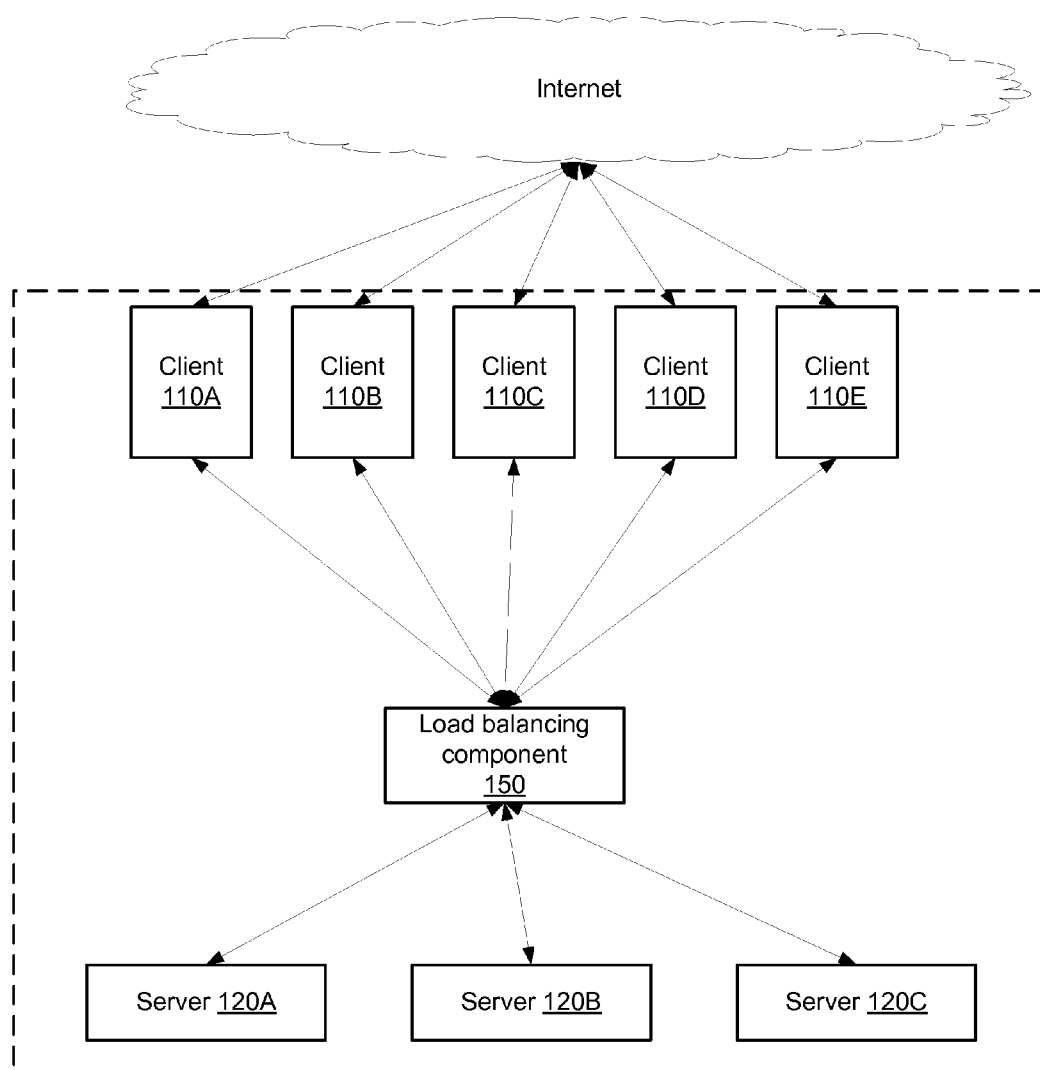 Internet
Client
110A
Client
110B
Client
110C
Client
110D
Client
110E
Load balancing
component
150
Server 120A
Server 120B
Server 120C